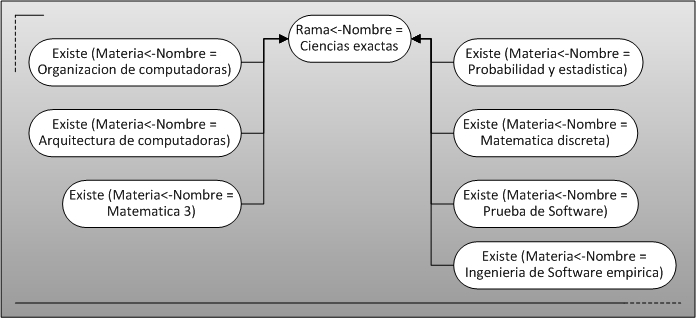 Rama<-Nombre =
Ciencias exactas
Existe (Materia<-Nombre =
Organizacion de computadoras)
Existe (Materia<-Nombre =
Arquitectura de computadoras)
Existe (Materia<-Nombre =
Matematica 3)
Existe (Materia<-Nombre =
Probabilidad y estadistica)
Existe (Materia<-Nombre =
Matematica discreta)
Existe (Materia<-Nombre =
Prueba de Software)
Existe (Materia<-Nombre =
Ingenieria de Software empirica)